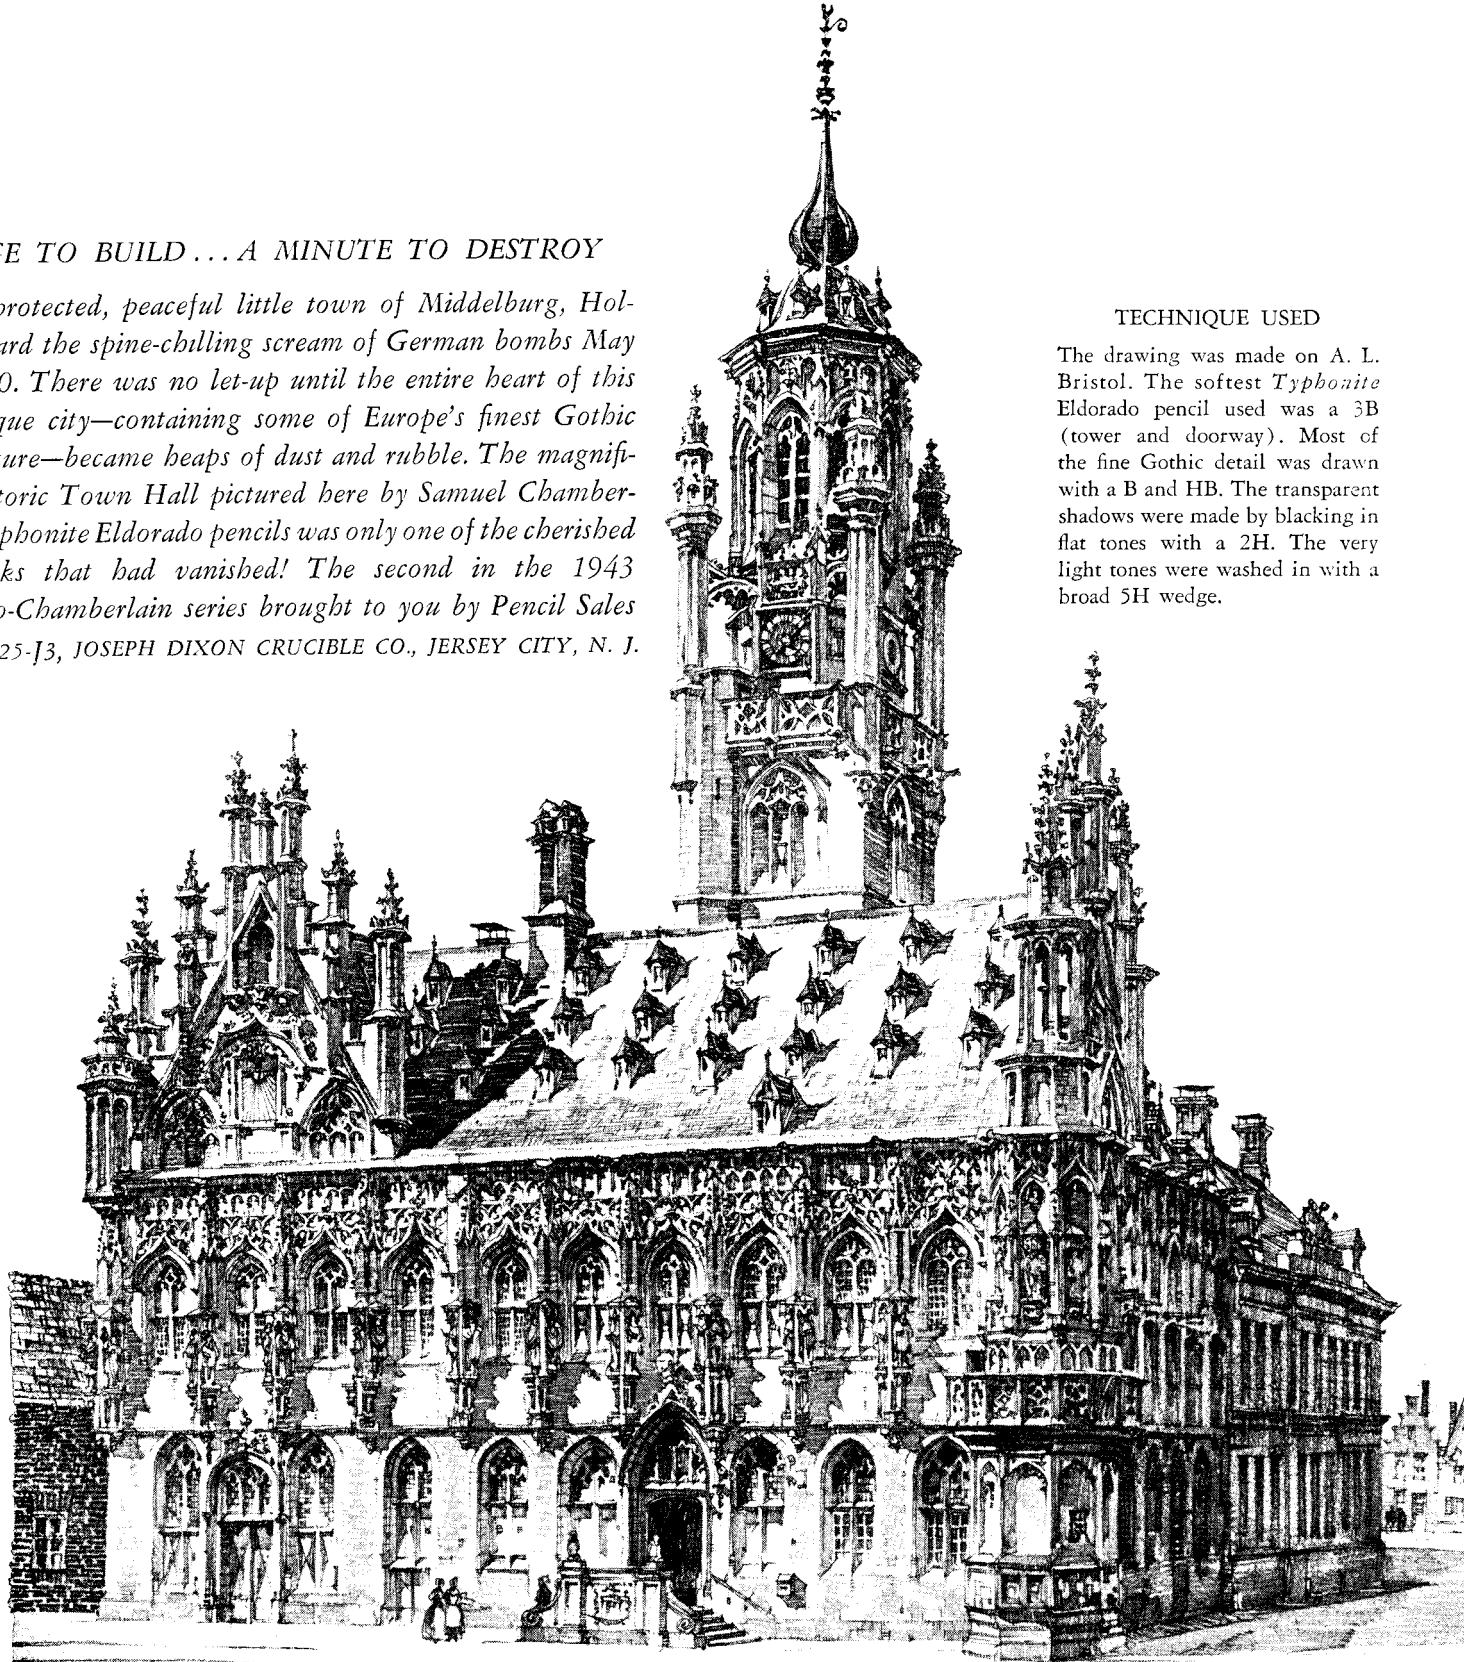 TO BUILD... A MINUTE TO DESTROY
protected, peaceful little town of Middelburg, Hol-
ard the spine-chilling scream of German bombs May
0. There was no let-up until the entire heart of this
que city—containing some of Europe's finest Gothic
ure—became heaps of dust and rubble. The magnifi-
toric Town Hall pictured here by Samuel Chamber-
phonite Eldorado pencils was only one of the cherished
ks that had vanished! The second in the 1943
o-Chamberlain series brought to you by Pencil Sales
25-J3, JOSEPH DIXON CRUCIBLE CO., JERSEY CITY, N. J.
TECHNIQUE USED
The drawing was made on A. L.
Bristol. The softest Typhonite
Eldorado pencil used was a 3B
(tower and doorway). Most of
the fine Gothic detail was drawn
with a B and HB. The transparent
shadows were made by blacking in
flat tones with a 2H. The very
light tones were washed in with a
broad 5H wedge.